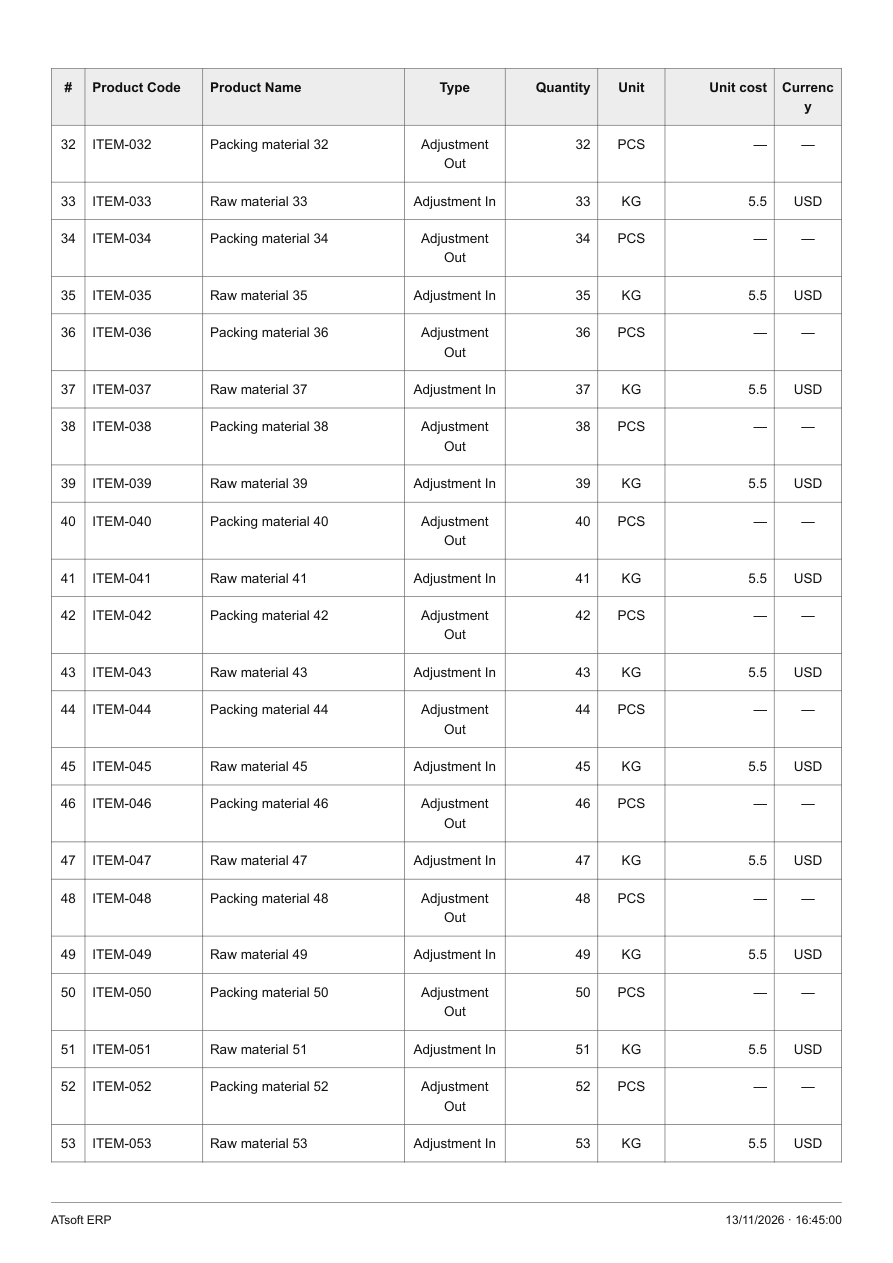 # Product Code Product Name Type Quantity Unit Unit cost Currenc
y
32 ITEM-032 Packing material 32 Adjustment 32 PCS — —
Out
33 ITEM-033 Raw material 33 Adjustment In 33 KG 5.5 USD
34 ITEM-034 Packing material 34 Adjustment 34 PCS — —
Out
35 ITEM-035 Raw material 35 Adjustment In 35 KG 5.5 USD
36 ITEM-036 Packing material 36 Adjustment 36 PCS — —
Out
37 ITEM-037 Raw material 37 Adjustment In 37 KG 5.5 USD
38 ITEM-038 Packing material 38 Adjustment 38 PCS — —
Out
39 ITEM-039 Raw material 39 Adjustment In 39 KG 5.5 USD
40 ITEM-040 Packing material 40 Adjustment 40 PCS — —
Out
41 ITEM-041 Raw material 41 Adjustment In 41 KG 5.5 USD
42 ITEM-042 Packing material 42 Adjustment 42 PCS — —
Out
43 ITEM-043 Raw material 43 Adjustment In 43 KG 5.5 USD
44 ITEM-044 Packing material 44 Adjustment 44 PCS — —
Out
45 ITEM-045 Raw material 45 Adjustment In 45 KG 5.5 USD
46 ITEM-046 Packing material 46 Adjustment 46 PCS — —
Out
47 ITEM-047 Raw material 47 Adjustment In 47 KG 5.5 USD
48 ITEM-048 Packing material 48 Adjustment 48 PCS — —
Out
49 ITEM-049 Raw material 49 Adjustment In 49 KG 5.5 USD
50 ITEM-050 Packing material 50 Adjustment 50 PCS — —
Out
51 ITEM-051 Raw material 51 Adjustment In 51 KG 5.5 USD
52 ITEM-052 Packing material 52 Adjustment 52 PCS — —
Out
53 ITEM-053 Raw material 53 Adjustment In 53 KG 5.5 USD
ATsoft ERP 13/11/2026 · 16:45:00